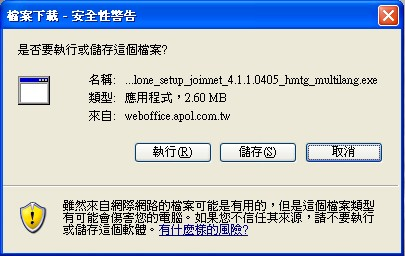 檔案下載 - 安全性警告
是否要執行或儲存這個檔案?
名稱: ...lone_setup_joinnet_4.1.1.0405_hmtg_multilang.exe
類型: 應用程式，2.60 MB
來自: weboffice.apol.com.tw
執行(R) 儲存(S) 取消
雖然來自網際網路的檔案可能是有用的，但是這個檔案類型
有可能會傷害您的電腦。如果您不信任其來源，請不要執行
或儲存這個軟體。有什麼樣的風險?